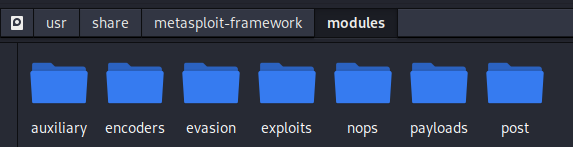 usr share metasploit-framework modules
auxiliary encoders evasion exploits nops payloads post